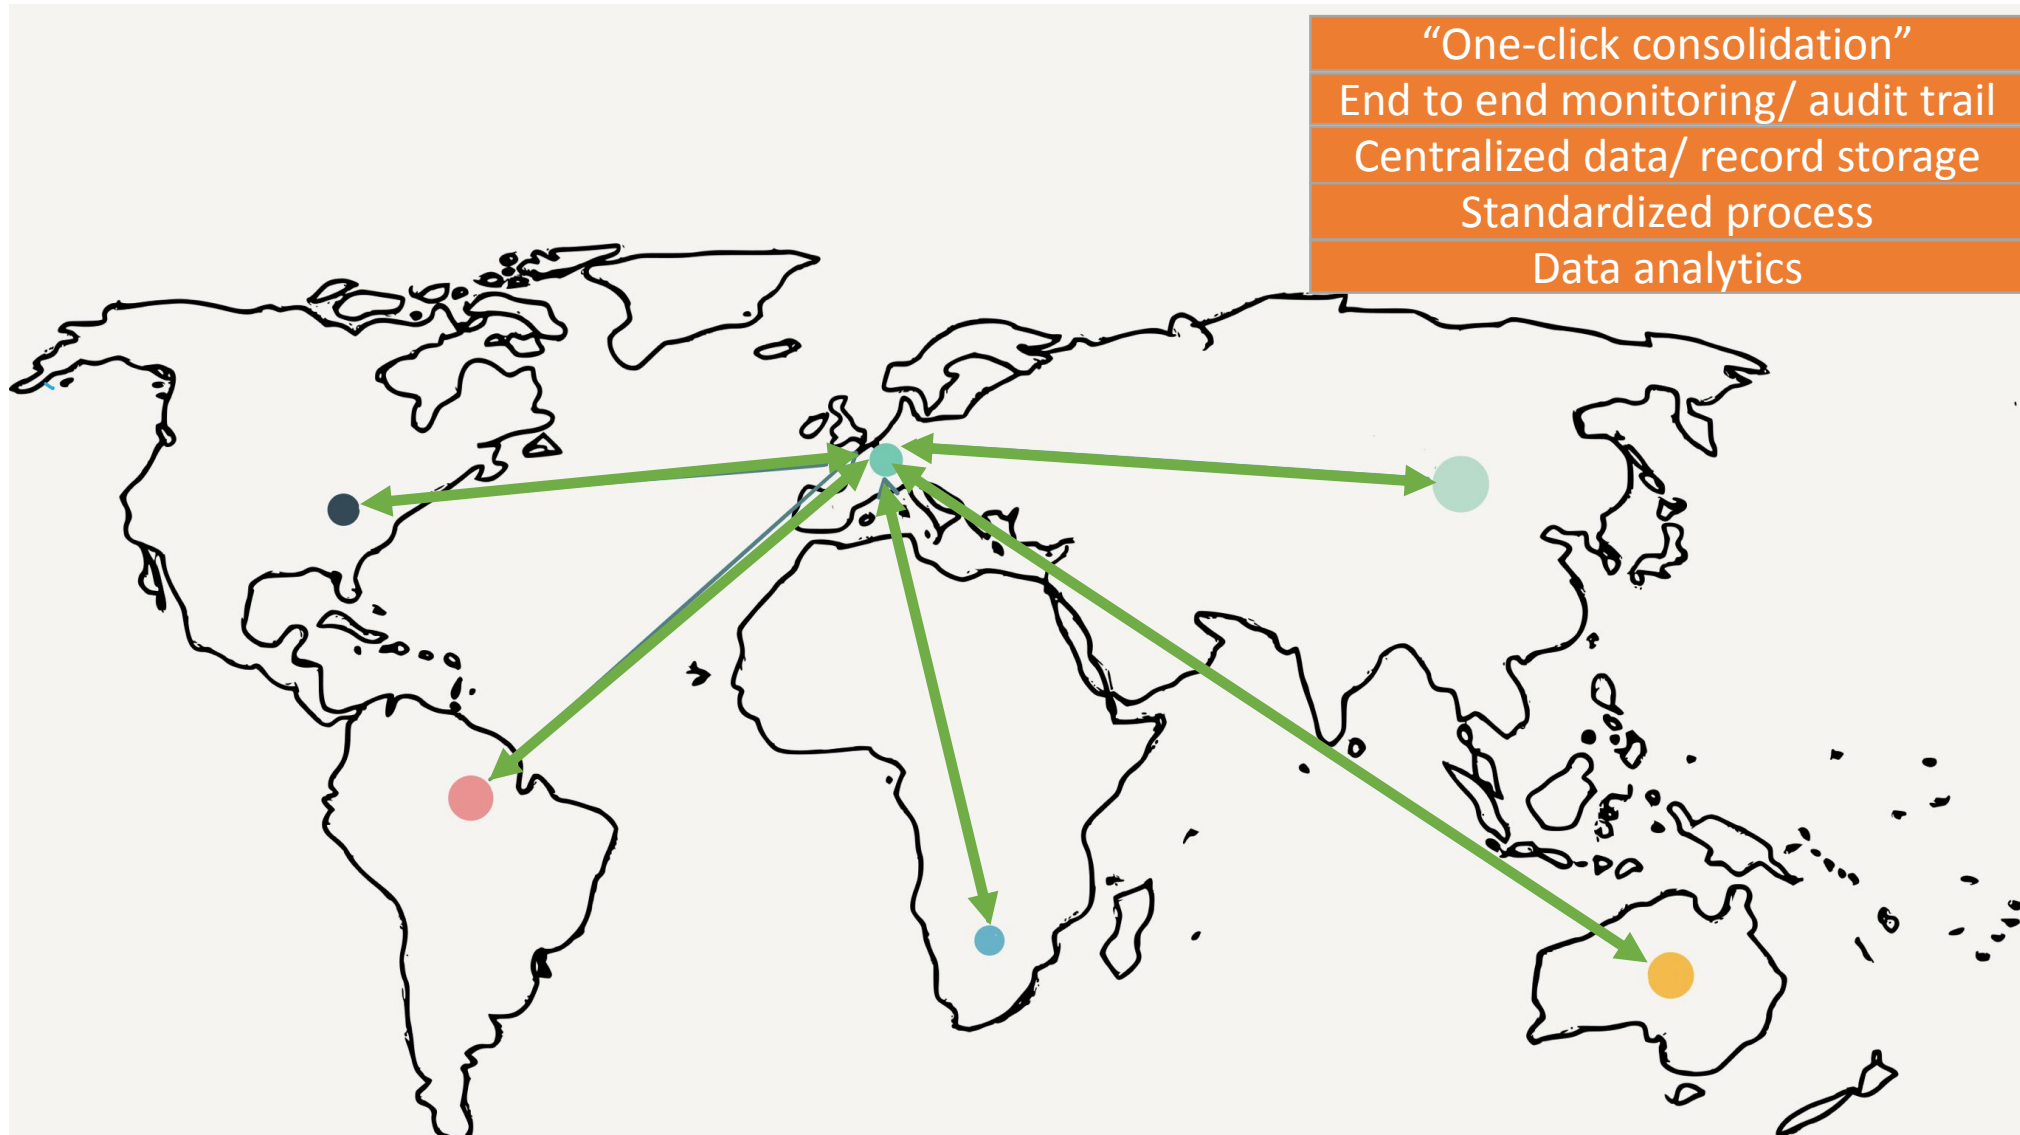 “One-click consolidation”
End to end monitoring/ audit trail
Centralized data/ record storage
Standardized process
Data analytics